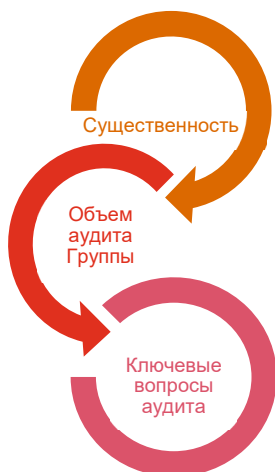 Существенность
Объем
аудита
Группы
Ключевые
вопросы
аудита